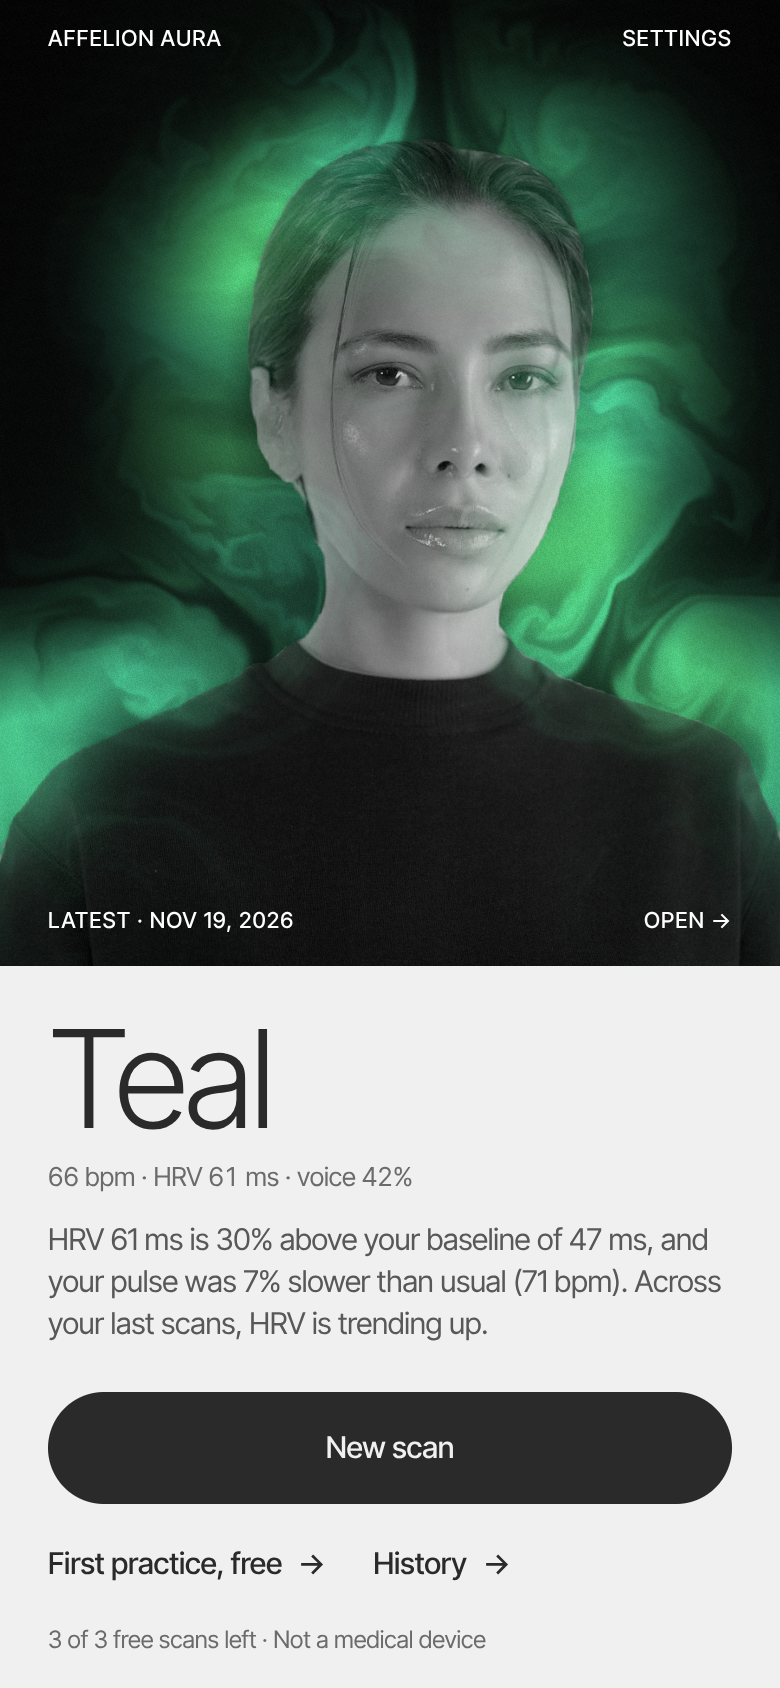 AFFELION AURA
SETTINGS
LATEST · NOV 19, 2026
OPEN →
Teal
66 bpm · HRV 61 ms · voice 42%
HRV 61 ms is 30% above your baseline of 47 ms, and
your pulse was 7% slower than usual (71 bpm). Across
your last scans, HRV is trending up.
New scan
First practice, free →
History →
3 of 3 free scans left · Not a medical device